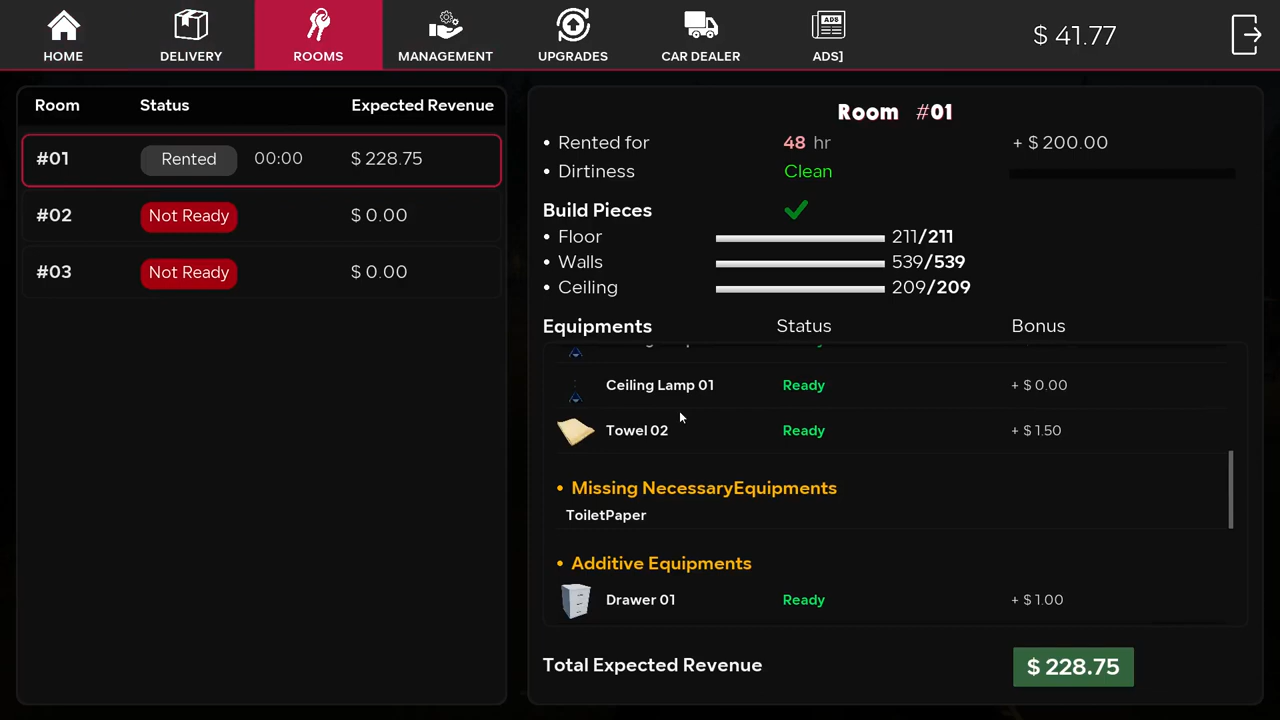 HOME DELIVERY ROOMS MANAGEMENT UPGRADES CAR DEALER ADS] $ 41.77
ADS
Room Status Expected Revenue
#01 Rented 00:00 $ 228.75
#02 Not Ready $ 0.00
#03 Not Ready $ 0.00
Room #01
• Rented for 48 hr + $ 200.00
• Dirtiness Clean
Build Pieces
• Floor 211/211
• Walls 539/539
• Ceiling 209/209
Equipments Status Bonus
Ceiling Lamp 01 Ready + $ 0.00
Towel 02 Ready + $ 1.50
• Missing NecessaryEquipments
ToiletPaper
• Additive Equipments
Drawer 01 Ready + $ 1.00
Total Expected Revenue $ 228.75